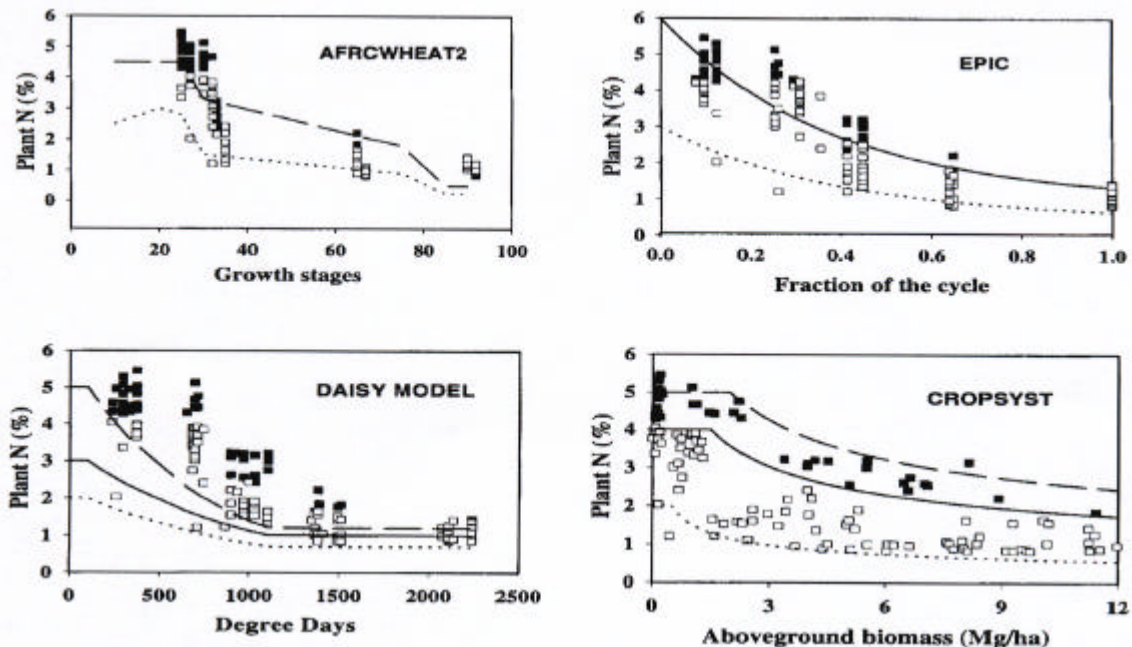 6
5
4
3
2
1
0
Plant N (%)
AFRCWHEAT2
0 20 40 60 80 100
Growth stages
6
5
4
3
2
1
0
Plant N (%)
EPIC
0.0 0.2 0.4 0.6 0.8 1.0
Fraction of the cycle
6
5
4
3
2
1
0
Plant N (%)
DAISY MODEL
0 500 1000 1500 2000 2500
Degree Days
6
5
4
3
2
1
0
Plant N (%)
CROPSYST
0 3 6 9 12
Aboveground biomass (Mg/ha)